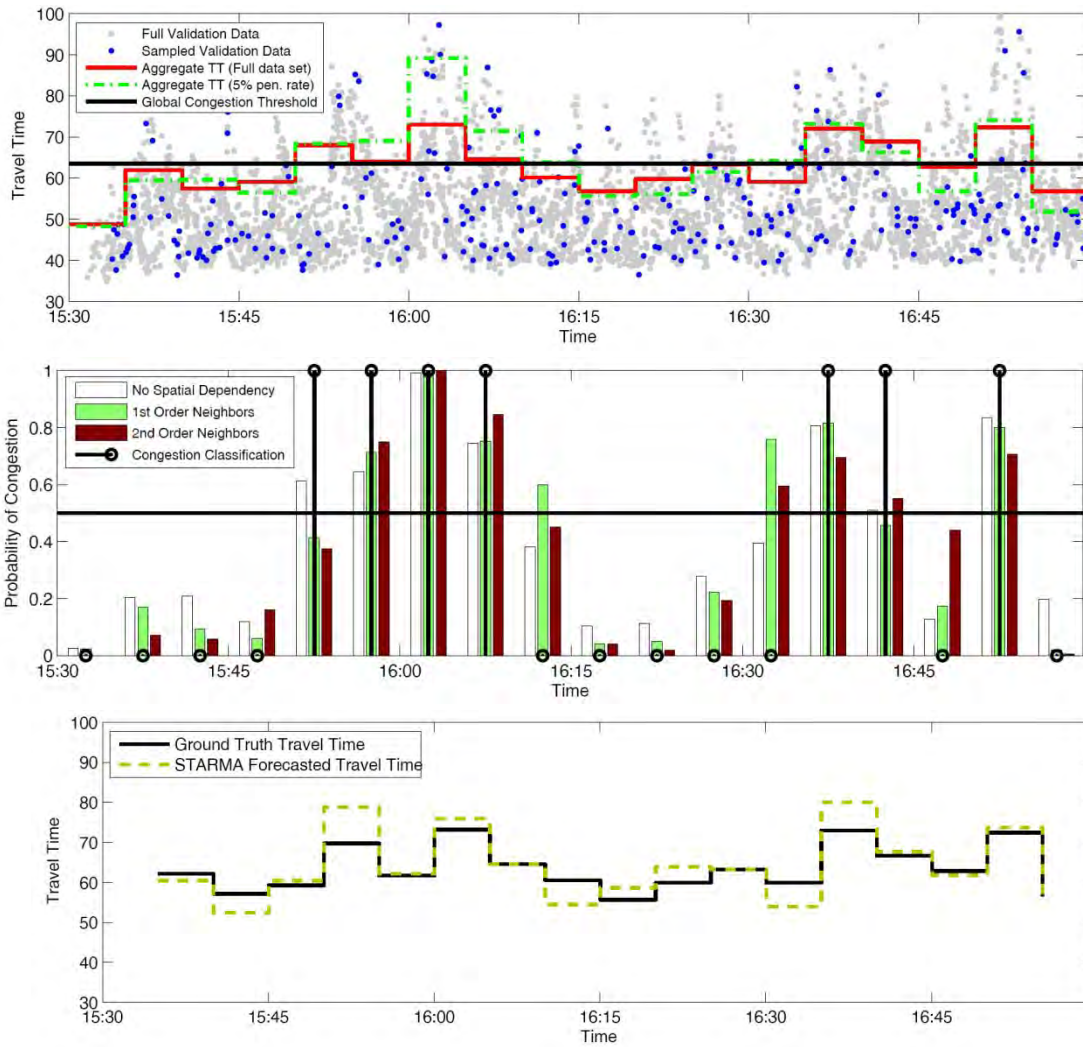 100
90
80
70
60
50
40
30
Travel Time
Full Validation Data
Sampled Validation Data
Aggregate TT (Full data set)
Aggregate TT (5% pen. rate)
Global Congestion Threshold
15:30 15:45 16:00 16:15 16:30 16:45
Time
1
0.8
0.6
0.4
0.2
0
Probability of Congestion
No Spatial Dependency
1st Order Neighbors
2nd Order Neighbors
Congestion Classification
15:30 15:45 16:00 16:15 16:30 16:45
Time
100
90
80
70
60
50
40
30
Travel Time
Ground Truth Travel Time
STARMA Forecasted Travel Time
15:30 15:45 16:00 16:15 16:30 16:45
Time